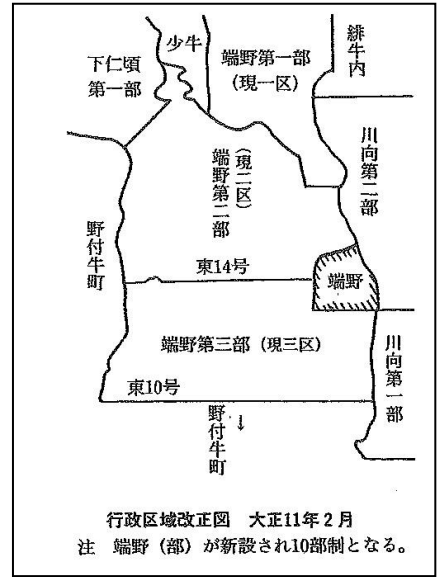 少牛
下仁頃
第一部
端野第一部
(現一区)
緋牛内
川向第二部
端野第二部
(現二区)
野付牛町
東14号
端野
端野第三部(現三区)
川向第一部
東10号
野付牛町
↓
行政区域改正図 大正11年2月
注 端野(部)が新設され10部制となる。